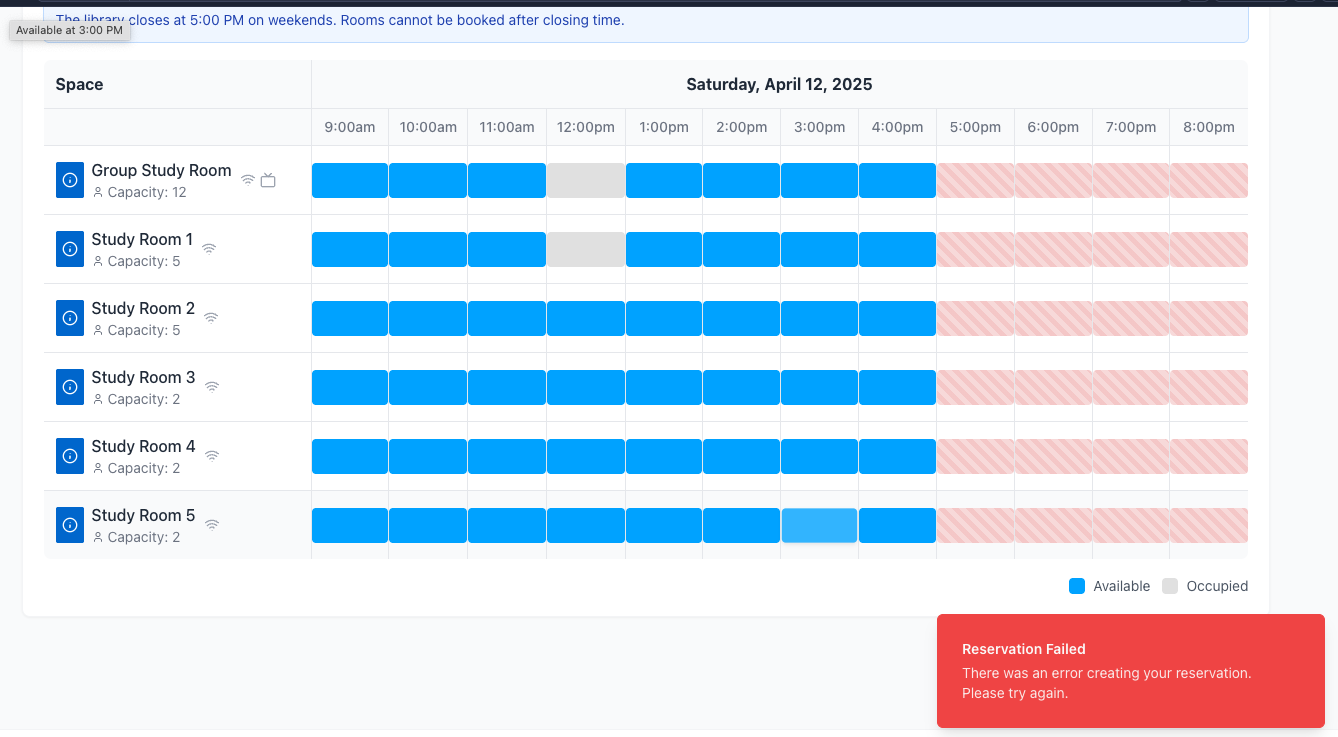 The library closes at 5:00 PM on weekends. Rooms cannot be booked after closing time.
Available at 3:00 PM
Space
Saturday, April 12, 2025
9:00am 10:00am 11:00am 12:00pm 1:00pm 2:00pm 3:00pm 4:00pm 5:00pm 6:00pm 7:00pm 8:00pm
Group Study Room
Capacity: 12
Study Room 1
Capacity: 5
Study Room 2
Capacity: 5
Study Room 3
Capacity: 2
Study Room 4
Capacity: 2
Study Room 5
Capacity: 2
Available Occupied
Reservation Failed
There was an error creating your reservation.
Please try again.